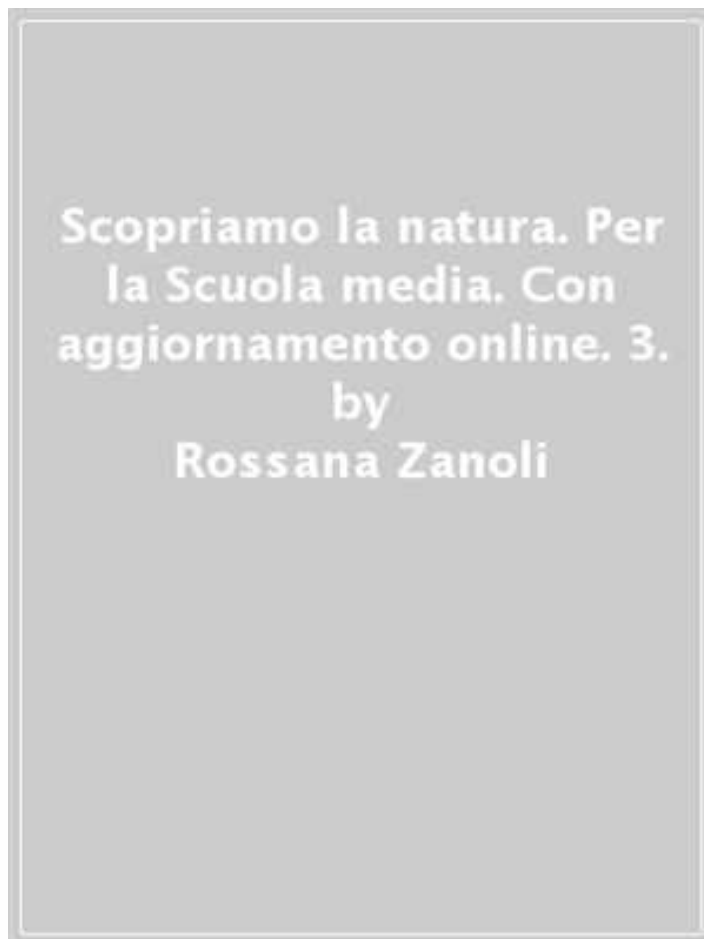 Scopriamo la natura. Per
la Scuola media. Con
aggiornamento online. 3.
by
Rossana Zanoli